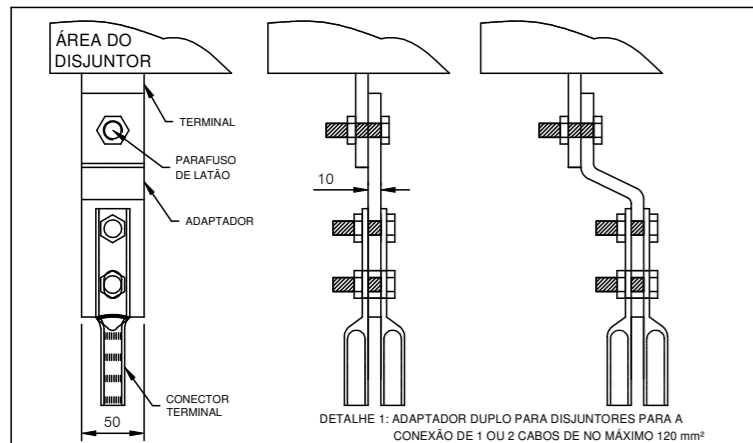 ÁREA DO
DISJUNTOR
TERMINAL
PARAFUSO
DE LATÃO
10
ADAPTADOR
CONECTOR
TERMINAL
50
DETALHE 1: ADAPTADOR DUPLO PARA DISJUNTORES PARA A
CONEXÃO DE 1 OU 2 CABOS DE NO MÁXIMO 120 mm²